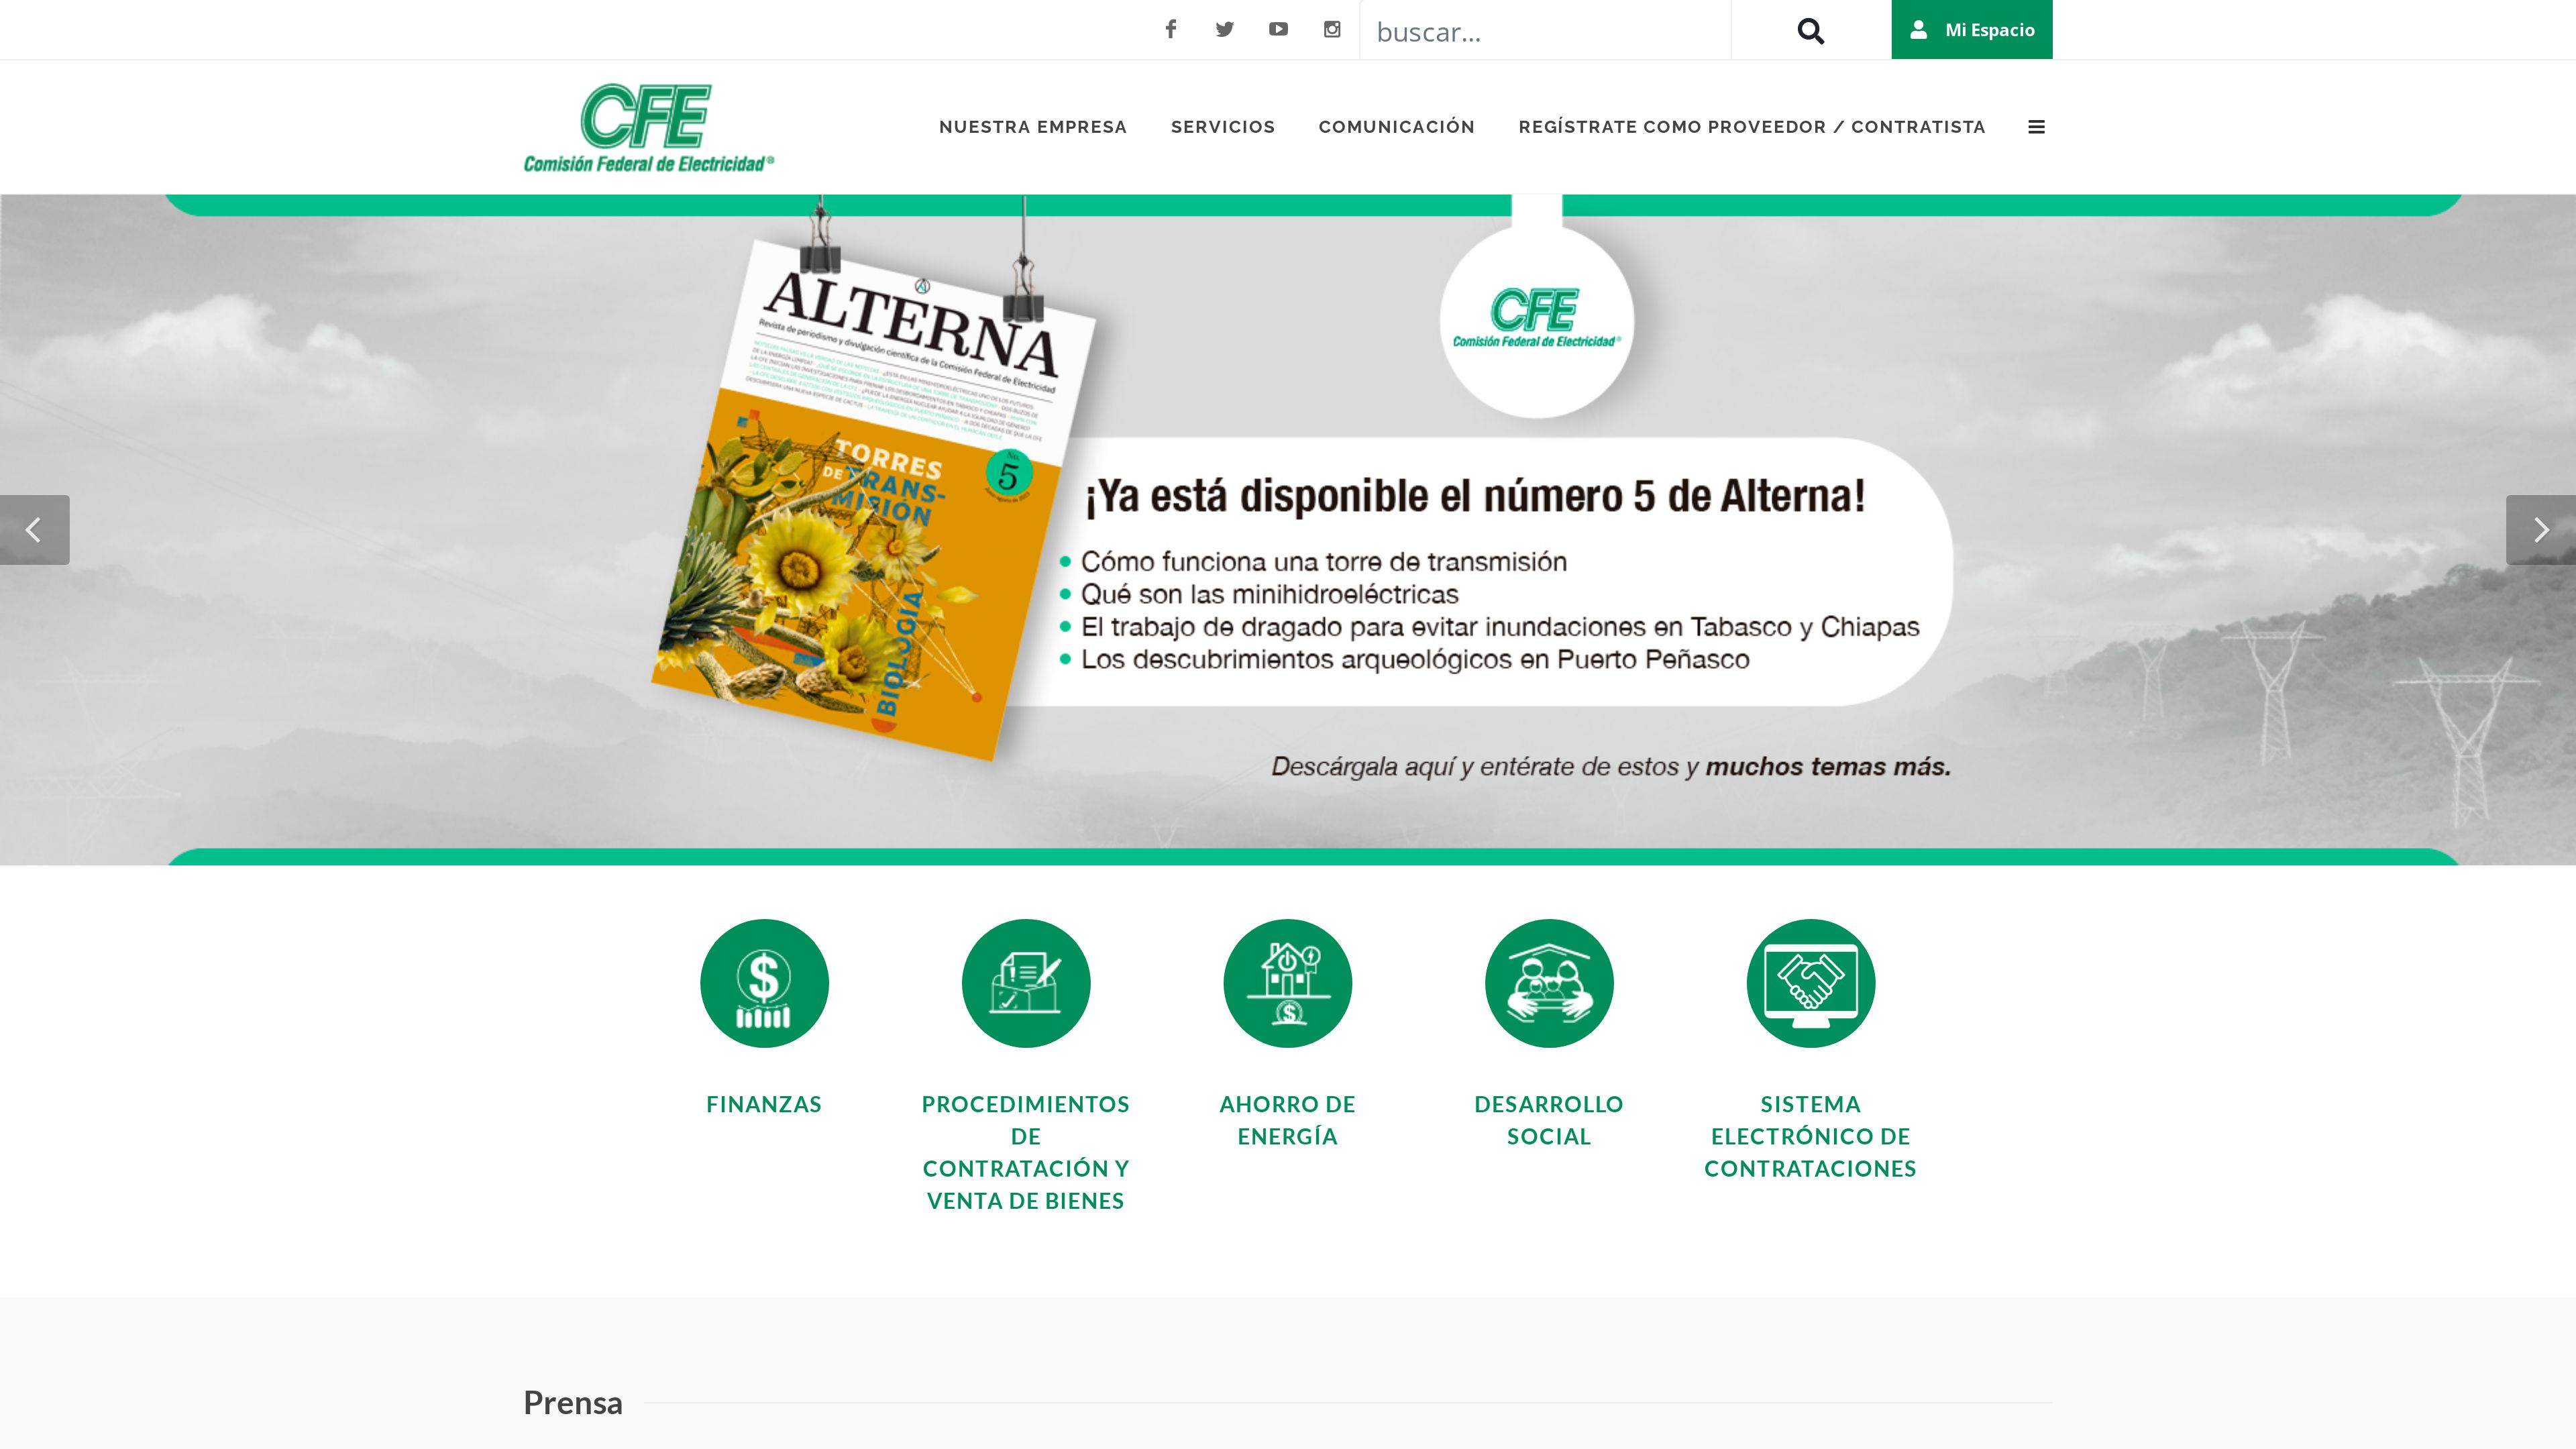 buscar...
Mi Espacio
CFE
Comisión Federal de Electricidad®
NUESTRA EMPRESA
SERVICIOS
COMUNICACIÓN
REGÍSTRATE COMO PROVEEDOR / CONTRATISTA
ALTERNA
Revista de periodismo y divulgación científica de la Comisión Federal de Electricidad
TORRES
DE TRANS-
MISIÓN
No.
5
BIOLOGÍA
CFE
Comisión Federal de Electricidad®
¡Ya está disponible el número 5 de Alterna!
Cómo funciona una torre de transmisión
Qué son las minihidroeléctricas
El trabajo de dragado para evitar inundaciones en Tabasco y Chiapas
Los descubrimientos arqueológicos en Puerto Peñasco
Descárgala aquí y entérate de estos y muchos temas más.
FINANZAS
PROCEDIMIENTOS
DE
CONTRATACIÓN Y
VENTA DE BIENES
AHORRO DE
ENERGÍA
DESARROLLO
SOCIAL
SISTEMA
ELECTRÓNICO DE
CONTRATACIONES
Prensa